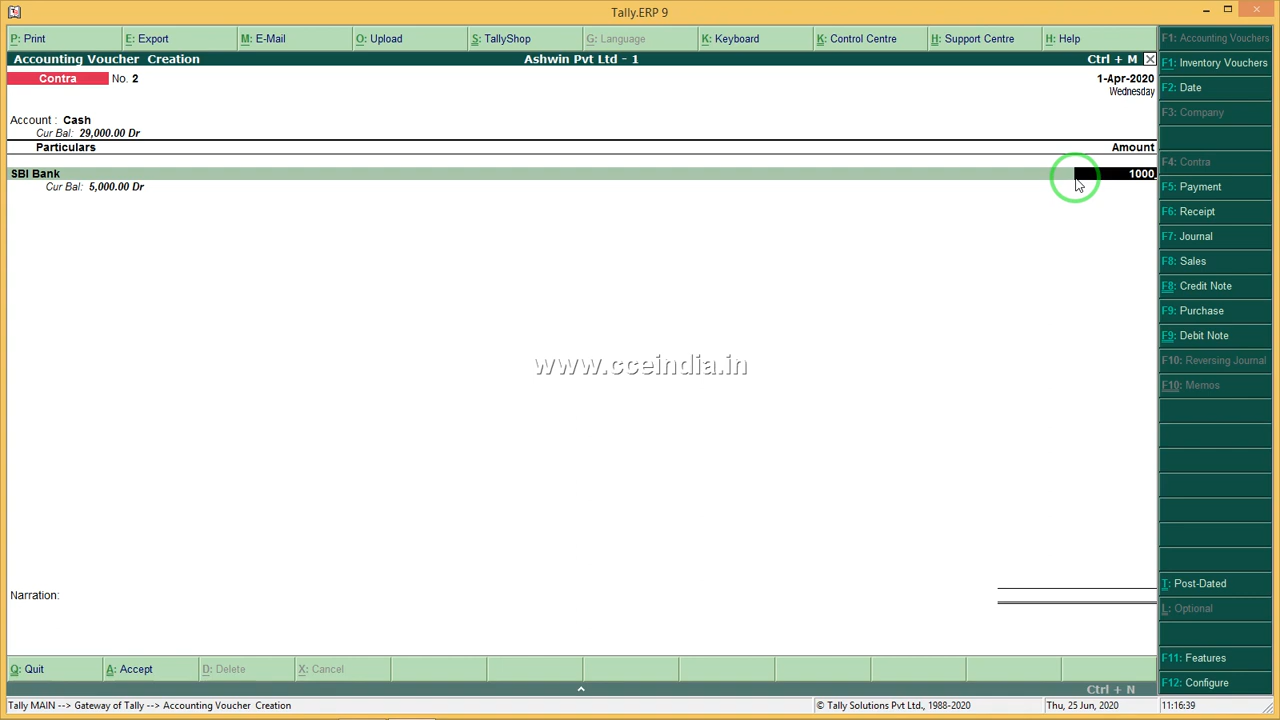 Tally.ERP 9
P: Print E: Export M: E-Mail O: Upload S: TallyShop G: Language K: Keyboard K: Control Centre H: Support Centre H: Help
Accounting Voucher Creation Ashwin Pvt Ltd - 1 Ctrl + M
Contra No. 2 1-Apr-2020
Wednesday
Account : Cash
Cur Bal: 29,000.00 Dr
Particulars Amount
SBI Bank 1000
Cur Bal: 5,000.00 Dr
www.cceindia.in
Narration:
F1: Accounting Vouchers
F1: Inventory Vouchers
F2: Date
F3: Company
F4: Contra
F5: Payment
F6: Receipt
F7: Journal
F8: Sales
F8: Credit Note
F9: Purchase
F9: Debit Note
F10: Reversing Journal
F10: Memos
T: Post-Dated
L: Optional
F11: Features
F12: Configure
Q: Quit A: Accept D: Delete X: Cancel
Ctrl + N
Tally MAIN --> Gateway of Tally --> Accounting Voucher Creation © Tally Solutions Pvt Ltd., 1988-2020 Thu, 25 Jun, 2020 11:16:39